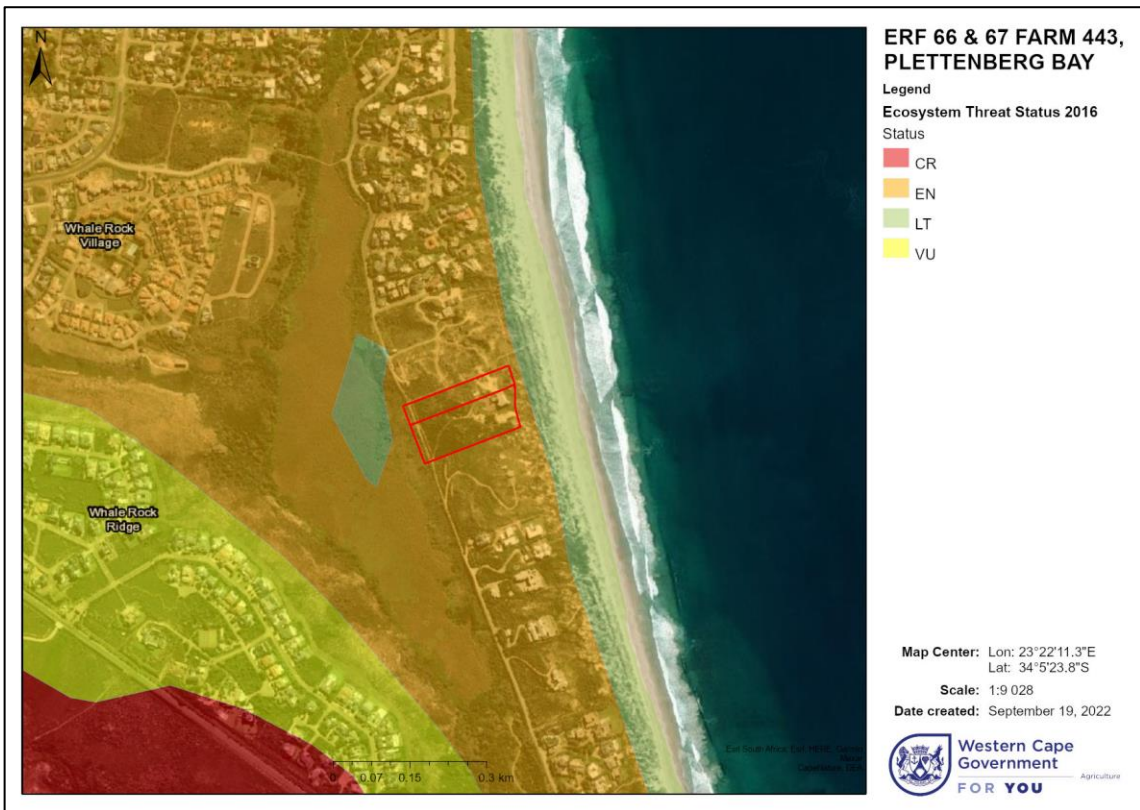 N
Whale Rock
Village
Whale Rock
Ridge
0 0.07 0.15 0.3 km
ERF 66 & 67 FARM 443,
PLETTENBERG BAY
Legend
Ecosystem Threat Status 2016
Status
CR
EN
LT
VU
Map Center: Lon: 23°22'11.3"E
Lat: 34°5'23.8"S
Scale: 1:9 028
Date created: September 19, 2022
Western Cape
Government
Agriculture
FOR YOU